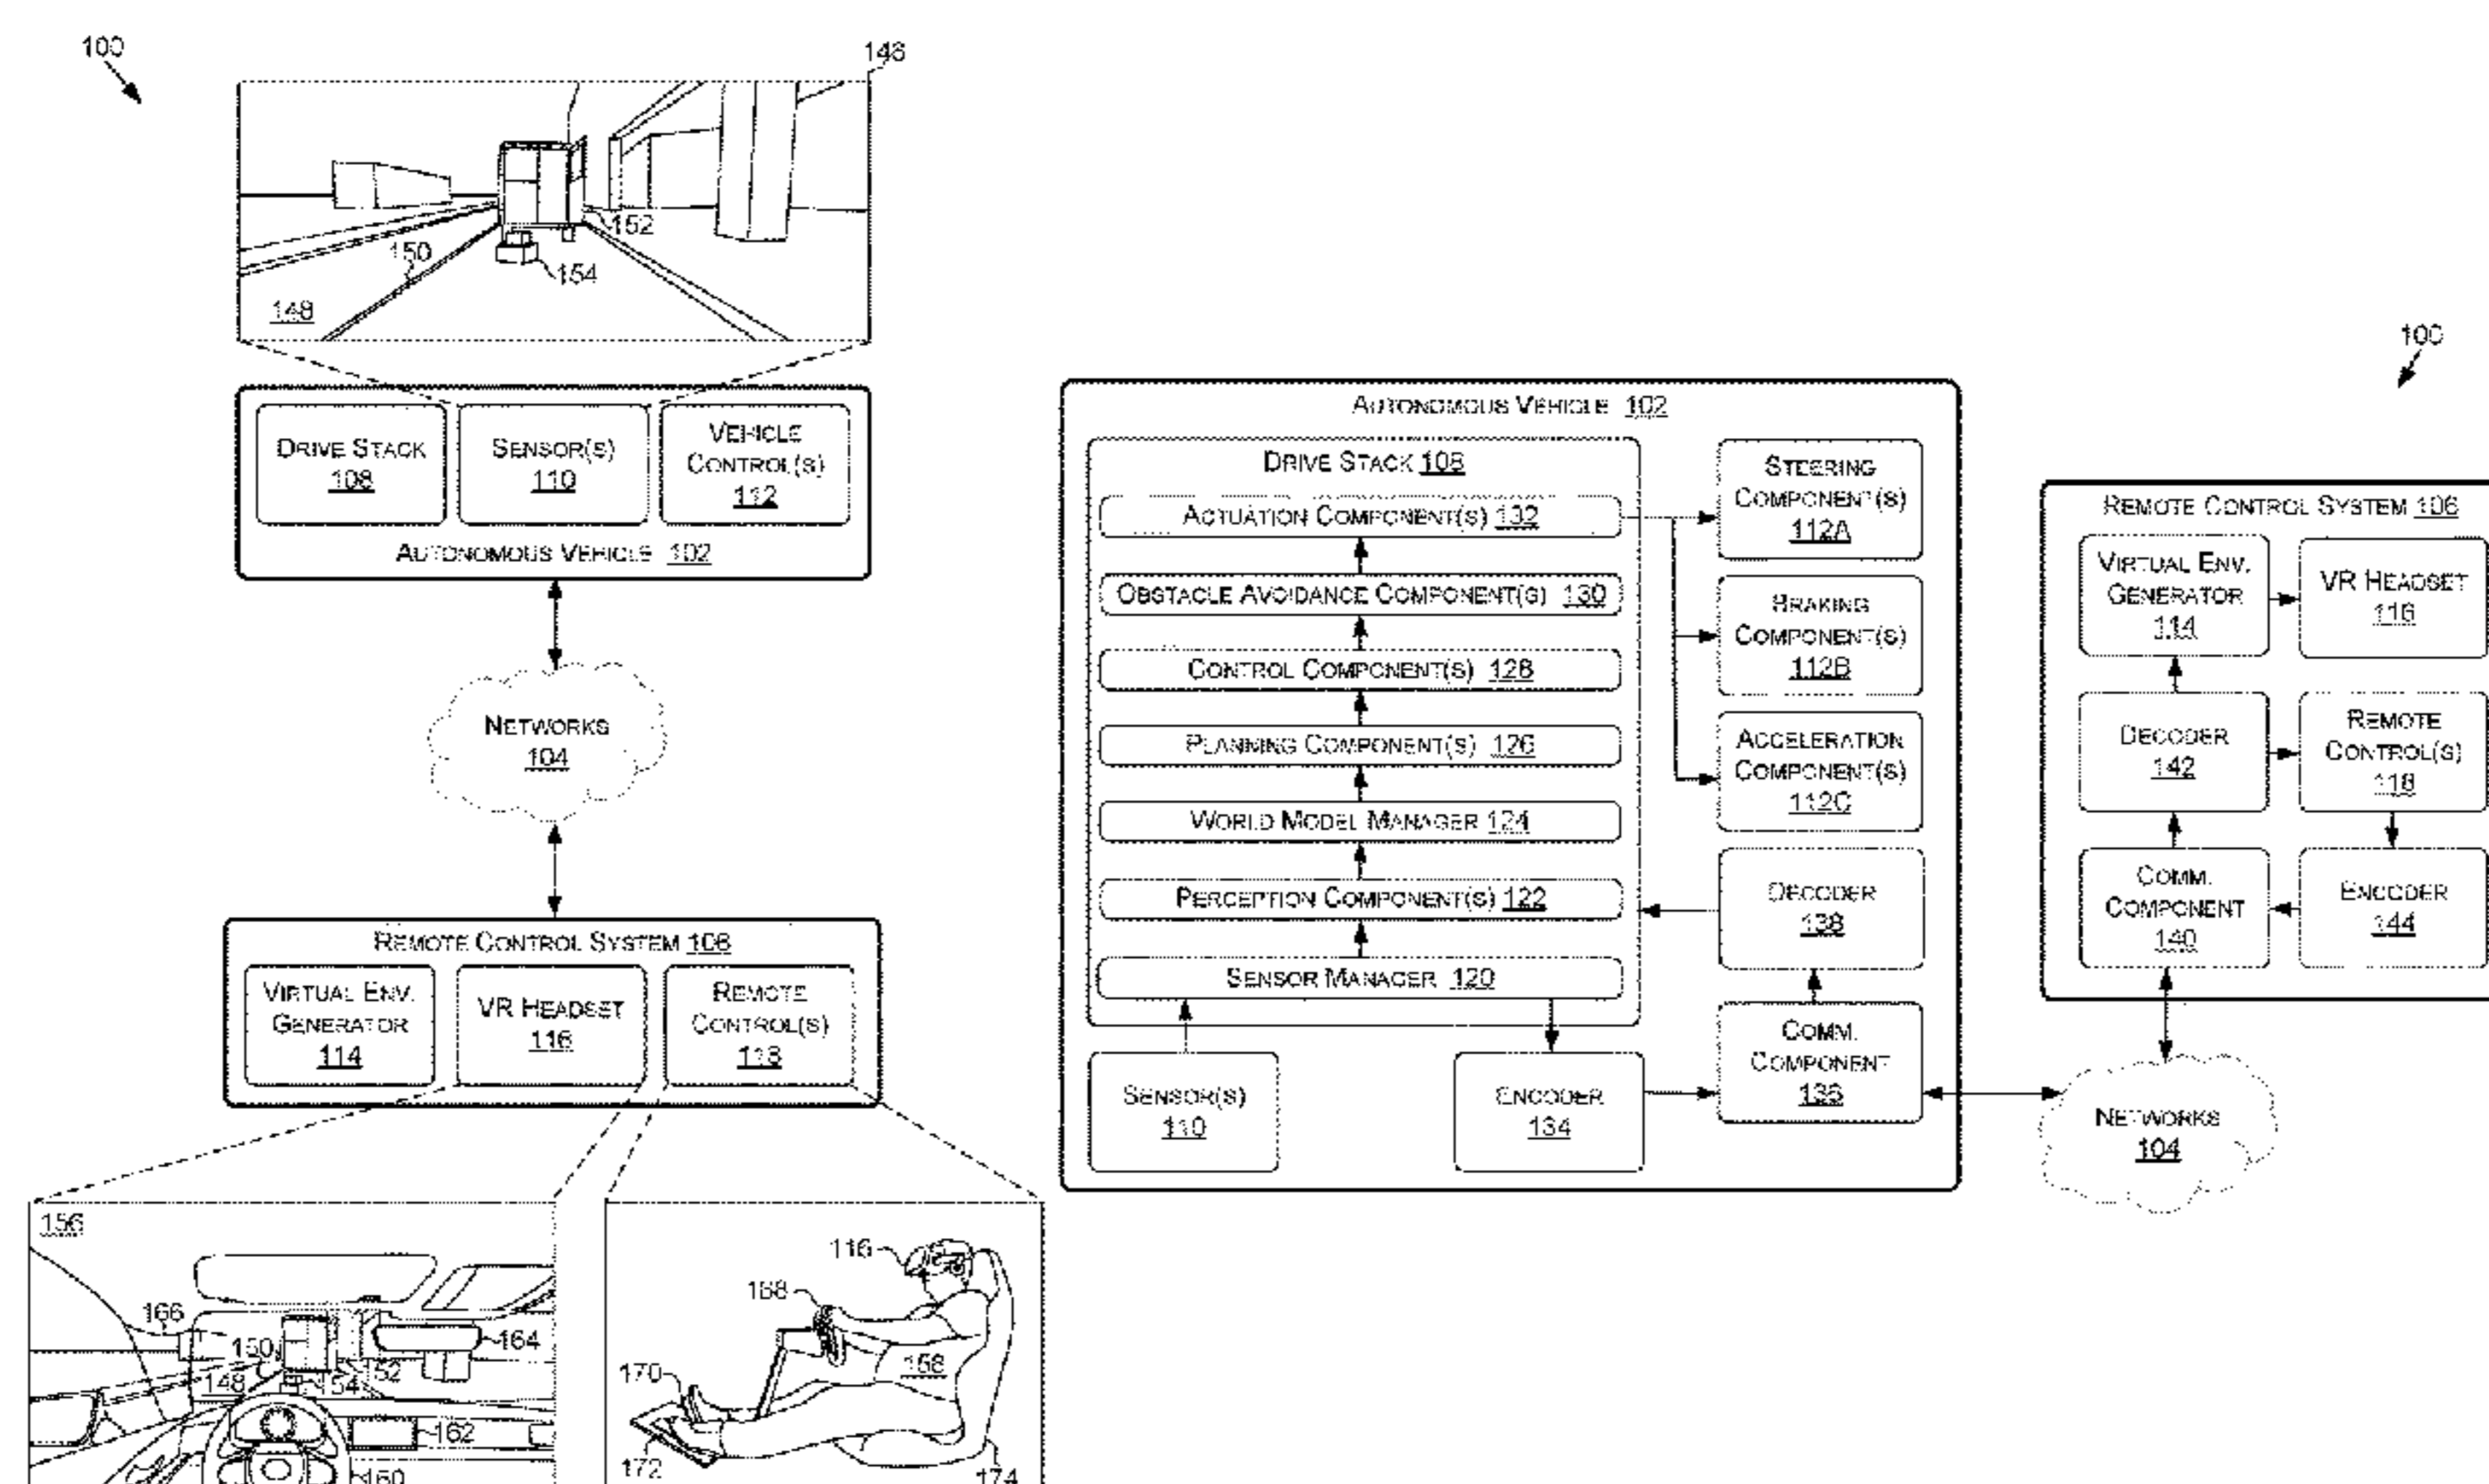 100
146
152
150
154
148
DRIVE STACK
108
SENSOR(S)
110
VEHICLE
CONTROL(S)
112
AUTONOMOUS VEHICLE 102
NETWORKS
104
REMOTE CONTROL SYSTEM 106
VIRTUAL ENV.
GENERATOR
114
VR HEADSET
116
REMOTE
CONTROL(S)
118
156
166
150
164
152
148
154
162
160
116
168
158
170
172
174
100
AUTONOMOUS VEHICLE 102
DRIVE STACK 108
ACTUATION COMPONENT(S) 132
OBSTACLE AVOIDANCE COMPONENT(S) 130
CONTROL COMPONENT(S) 128
PLANNING COMPONENT(S) 126
WORLD MODEL MANAGER 124
PERCEPTION COMPONENT(S) 122
SENSOR MANAGER 120
SENSOR(S)
110
ENCODER
134
STEERING
COMPONENT(S)
112A
BRAKING
COMPONENT(S)
112B
ACCELERATION
COMPONENT(S)
112C
DECODER
138
COMM.
COMPONENT
136
REMOTE CONTROL SYSTEM 106
VIRTUAL ENV.
GENERATOR
114
VR HEADSET
116
DECODER
142
REMOTE
CONTROL(S)
118
COMM.
COMPONENT
140
ENCODER
144
NETWORKS
104